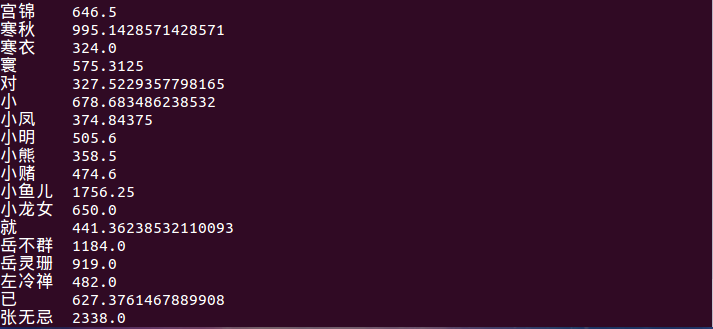 宫锦 646.5
寒秋 995.1428571428571
寒衣 324.0
寰 575.3125
对 327.5229357798165
小 678.683486238532
小凤 374.84375
小明 505.6
小熊 358.5
小赌 474.6
小鱼儿 1756.25
小龙女 650.0
就 441.36238532110093
岳不群 1184.0
岳灵珊 919.0
左冷禅 482.0
已 627.3761467889908
张无忌 2338.0